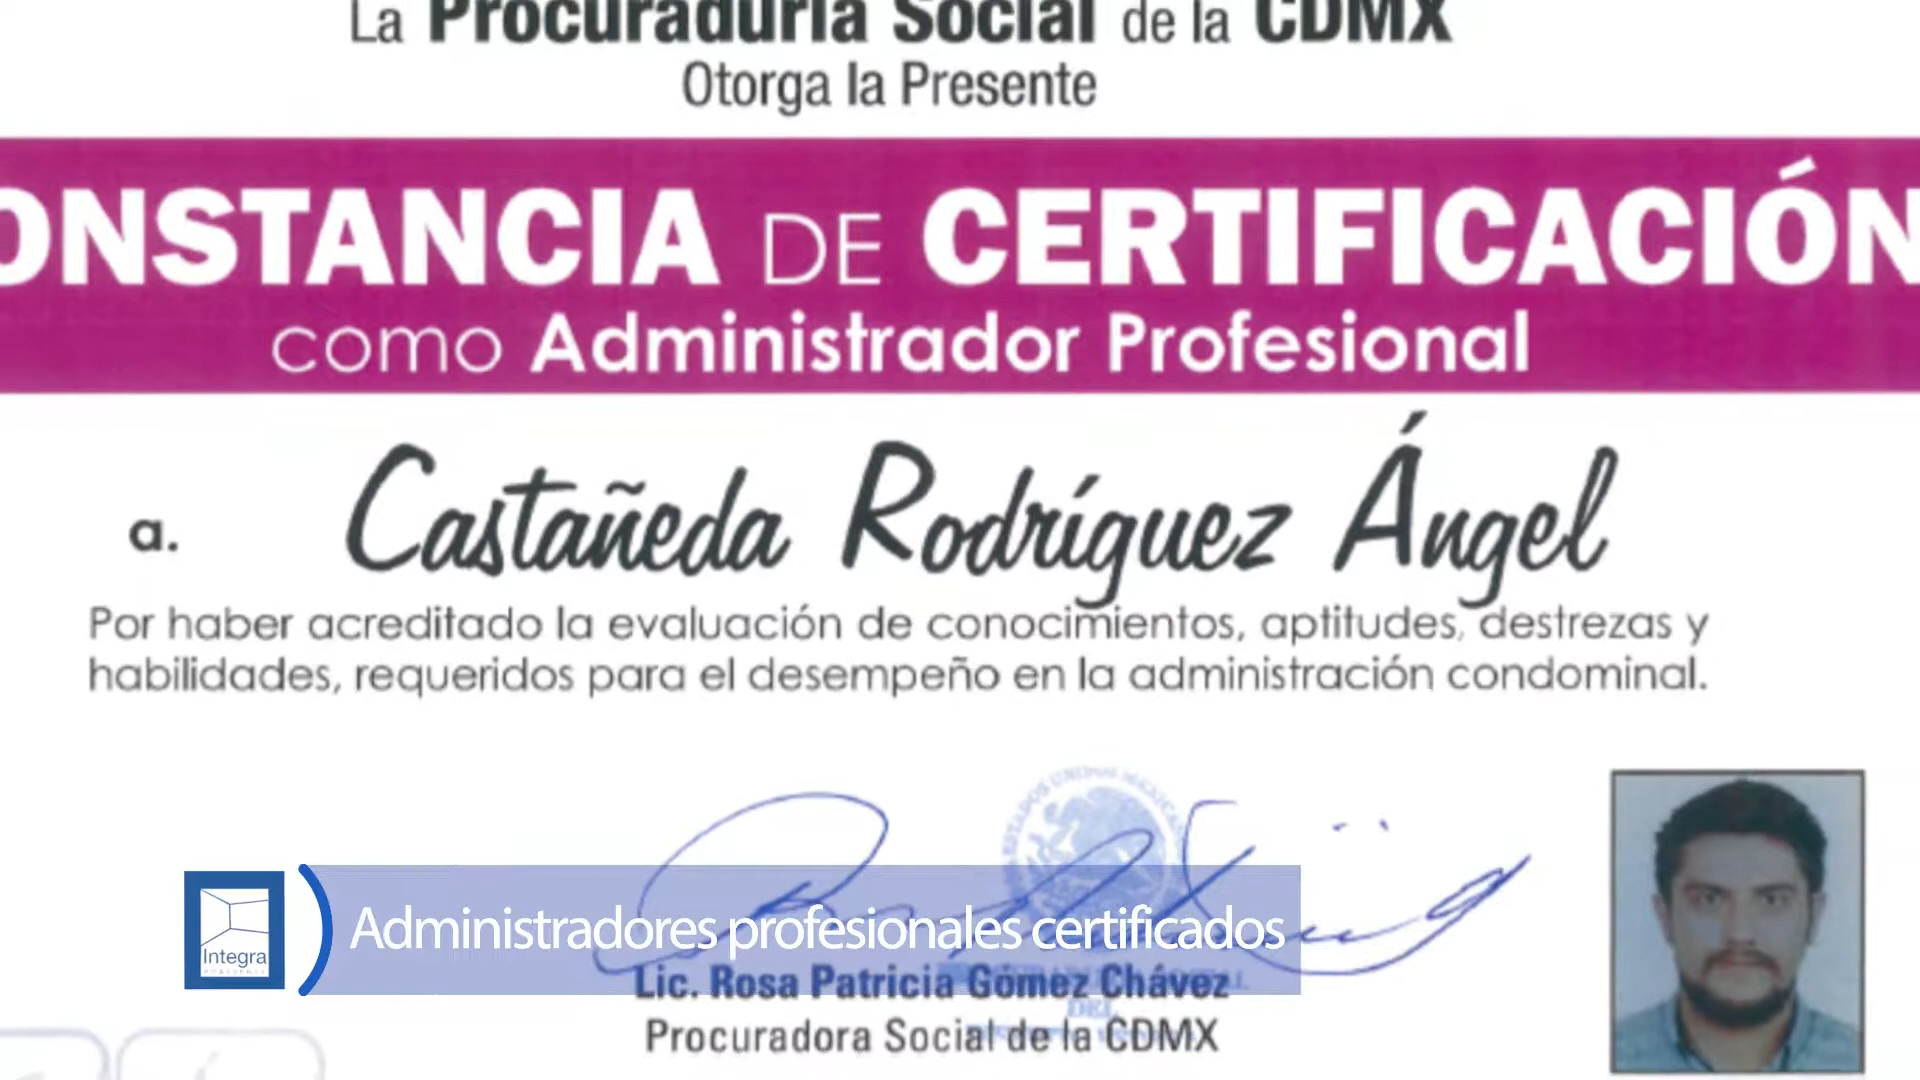 La Procuraduría Social de la CDMX
Otorga la Presente
ONSTANCIA DE CERTIFICACIÓN
como Administrador Profesional
a. Castañeda Rodríguez Ángel
Por haber acreditado la evaluación de conocimientos, aptitudes, destrezas y
habilidades, requeridos para el desempeño en la administración condominal.
Integra
Administradores profesionales certificados
Lic. Rosa Patricia Gómez Chávez
Procuradora Social de la CDMX